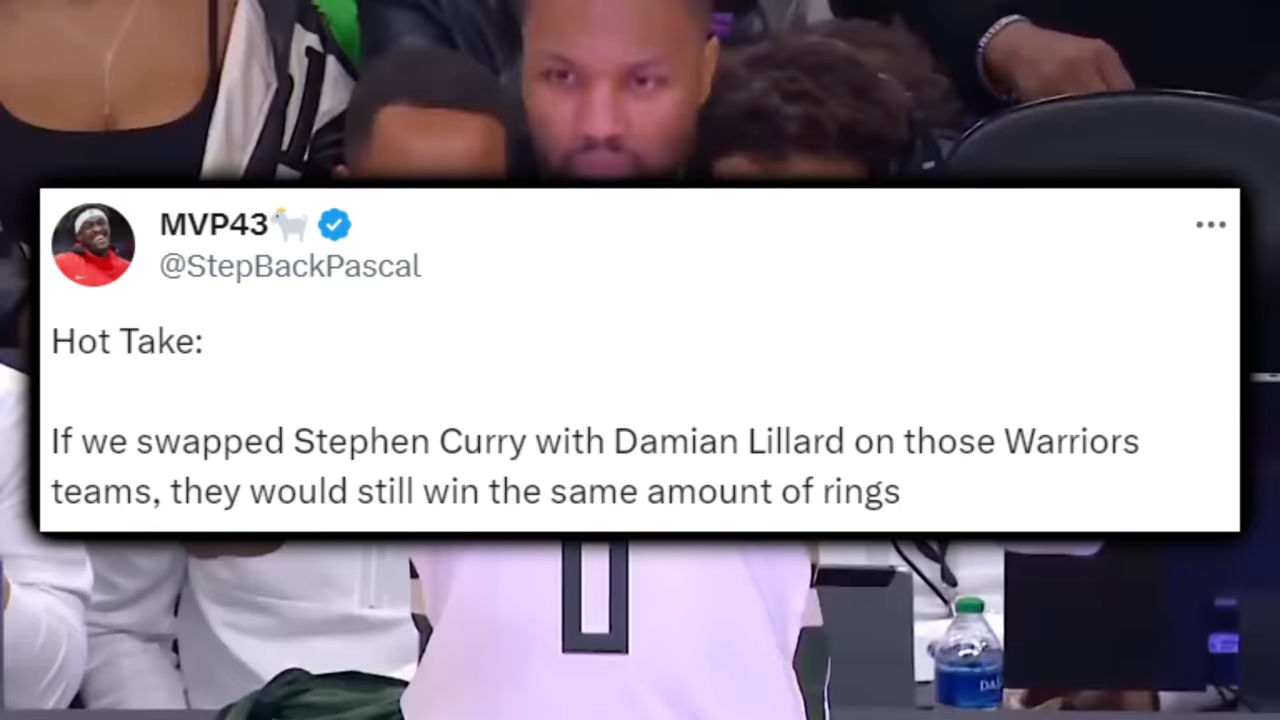 MVP43🐐
@StepBackPascal
Hot Take:
If we swapped Stephen Curry with Damian Lillard on those Warriors
teams, they would still win the same amount of rings
0